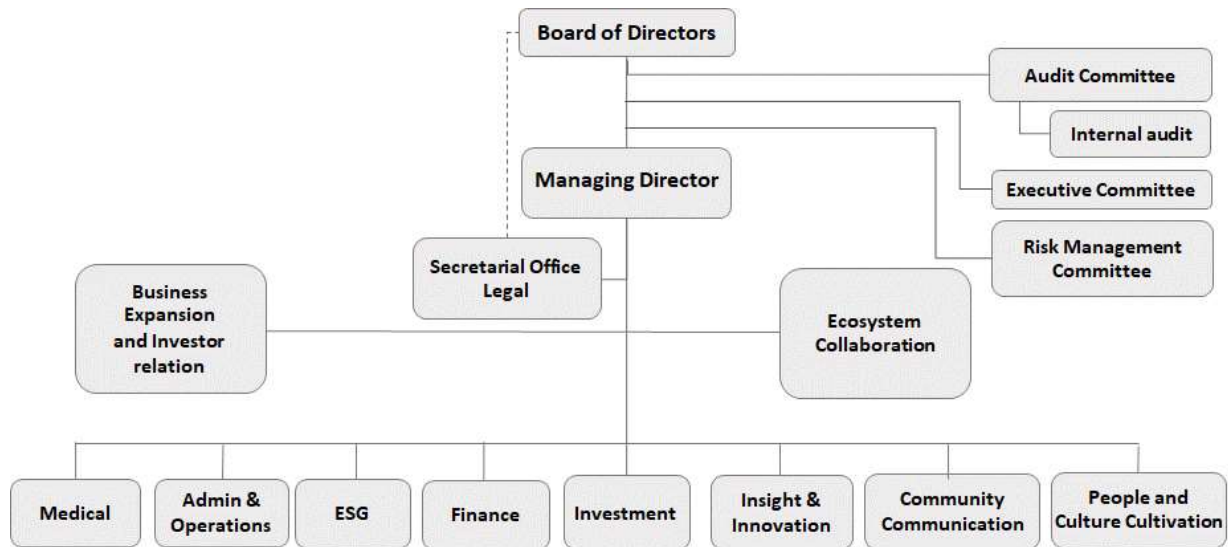 Board of Directors
Audit Committee
Internal audit
Managing Director
Executive Committee
Secretarial Office
Legal
Risk Management
Committee
Business
Expansion
and Investor
relation
Ecosystem
Collaboration
Medical
Admin &
Operations
ESG
Finance
Investment
Insight &
Innovation
Community
Communication
People and
Culture Cultivation